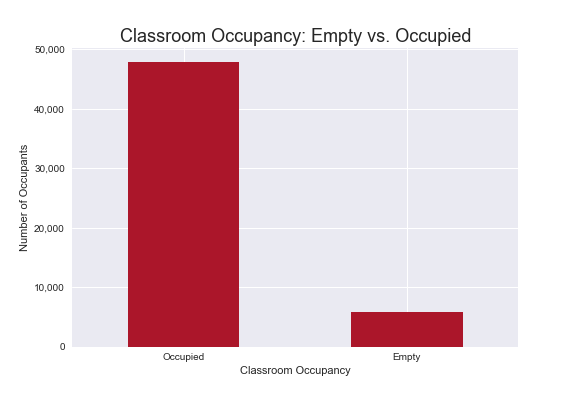 Classroom Occupancy: Empty vs. Occupied
50,000
40,000
30,000
20,000
10,000
0
Number of Occupants
Occupied
Empty
Classroom Occupancy